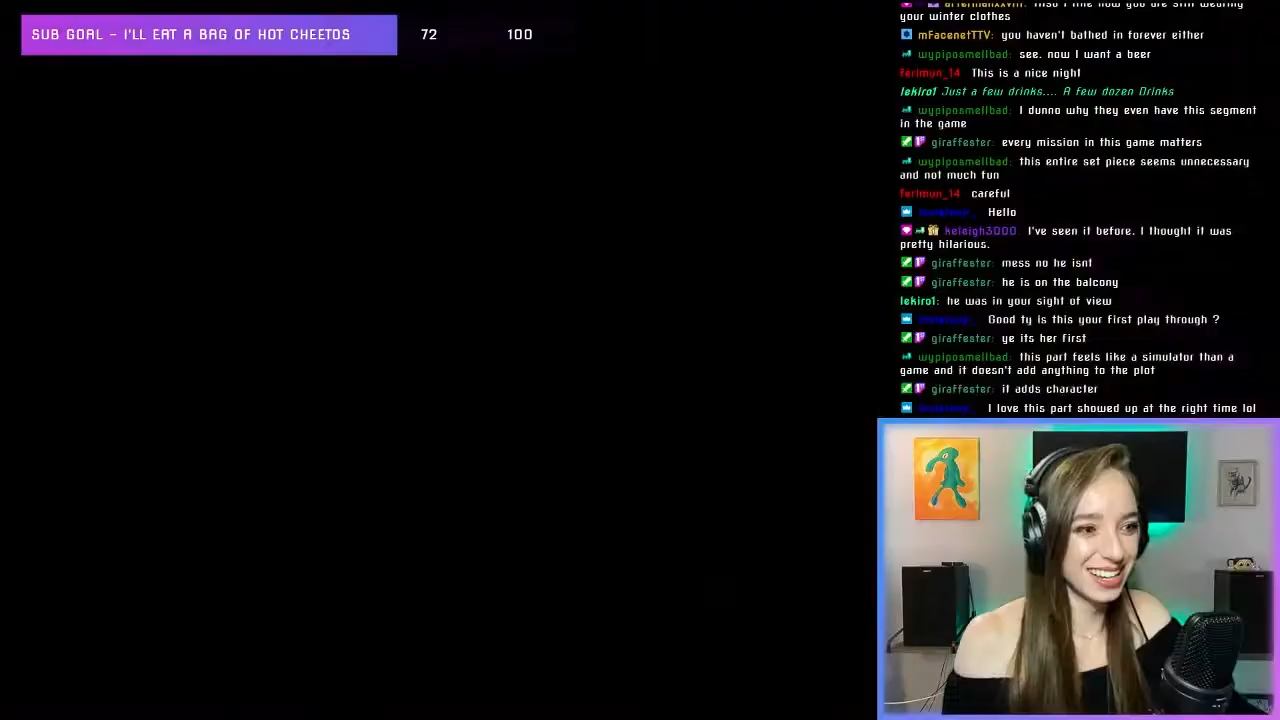 SUB GOAL - I'LL EAT A BAG OF HOT CHEETOS 72 100
your winter clothes
mFacenetTTV: you haven't bathed in forever either
wypiposmellbad: see. now I want a beer
ferimun_14 This is a nice night
lekiro1 Just a few drinks.... A few dozen Drinks
wypiposmellbad: I dunno why they even have this segment
in the game
giraffester: every mission in this game matters
wypiposmellbad: this entire set piece seems unnecessary
and not much fun
ferimun_14 careful
Hello
keleigh3000 I've seen it before. I thought it was
pretty hilarious.
giraffester: mess no he isnt
giraffester: he is on the balcony
lekiro1: he was in your sight of view
Good ty is this your first play through ?
giraffester: ye its her first
wypiposmellbad: this part feels like a simulator than a
game and it doesn't add anything to the plot
giraffester: it adds character
I love this part showed up at the right time lol